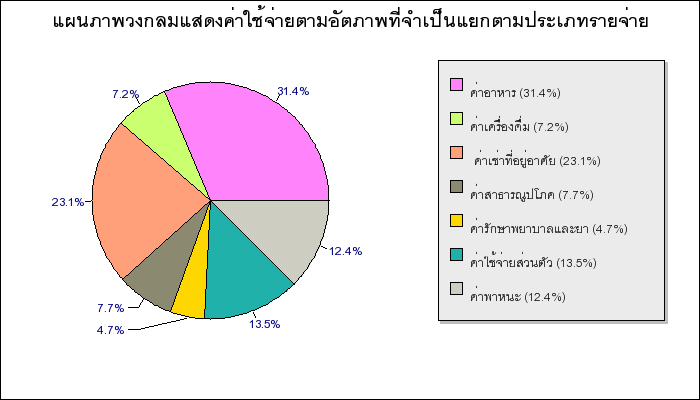 แผนภาพวงกลมแสดงค่าใช้จ่ายตามอัตภาพที่จำเป็นแยกตามประเภทรายจ่าย
31.4%
7.2%
23.1%
7.7%
4.7%
13.5%
12.4%
ค่าอาหาร (31.4%)
ค่าเครื่องดื่ม (7.2%)
ค่าเช่าที่อยู่อาศัย (23.1%)
ค่าสาธารณูปโภค (7.7%)
ค่ารักษาพยาบาลและยา (4.7%)
ค่าใช้จ่ายส่วนตัว (13.5%)
ค่าพาหนะ (12.4%)